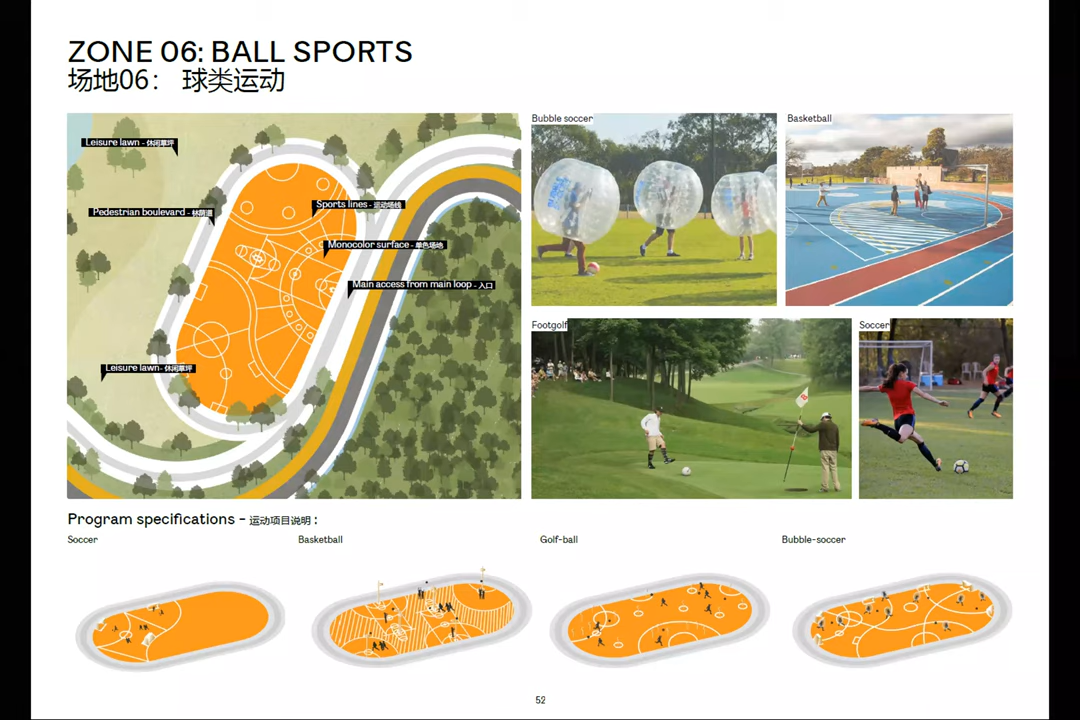 ZONE 06: BALL SPORTS
场地06： 球类运动
Leisure lawn - 休闲草坪
Pedestrian boulevard - 林荫道
Sports lines - 运动场线
Monocolor surface - 单色场地
Main access from main loop - 入口
Leisure lawn- 休闲草坪
Bubble soccer
Basketball
Footgolf
Soccer
Program specifications - 运动项目说明：
Soccer
Basketball
Golf-ball
Bubble-soccer
52